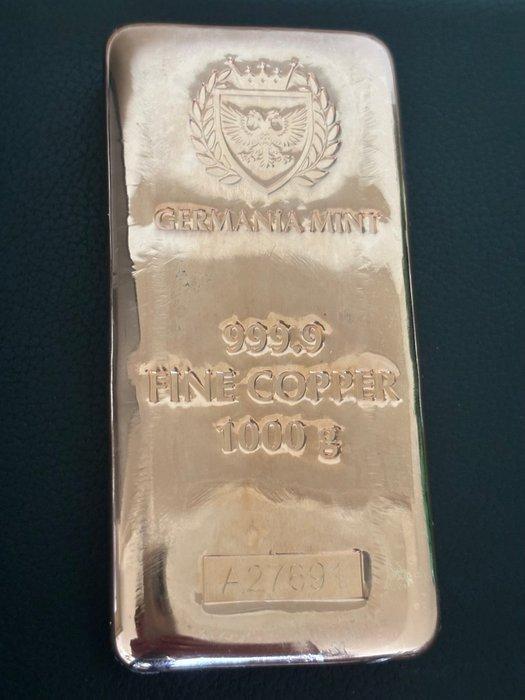 GERMANIA MINT
999.9
FINE COPPER
1000 g
A27691